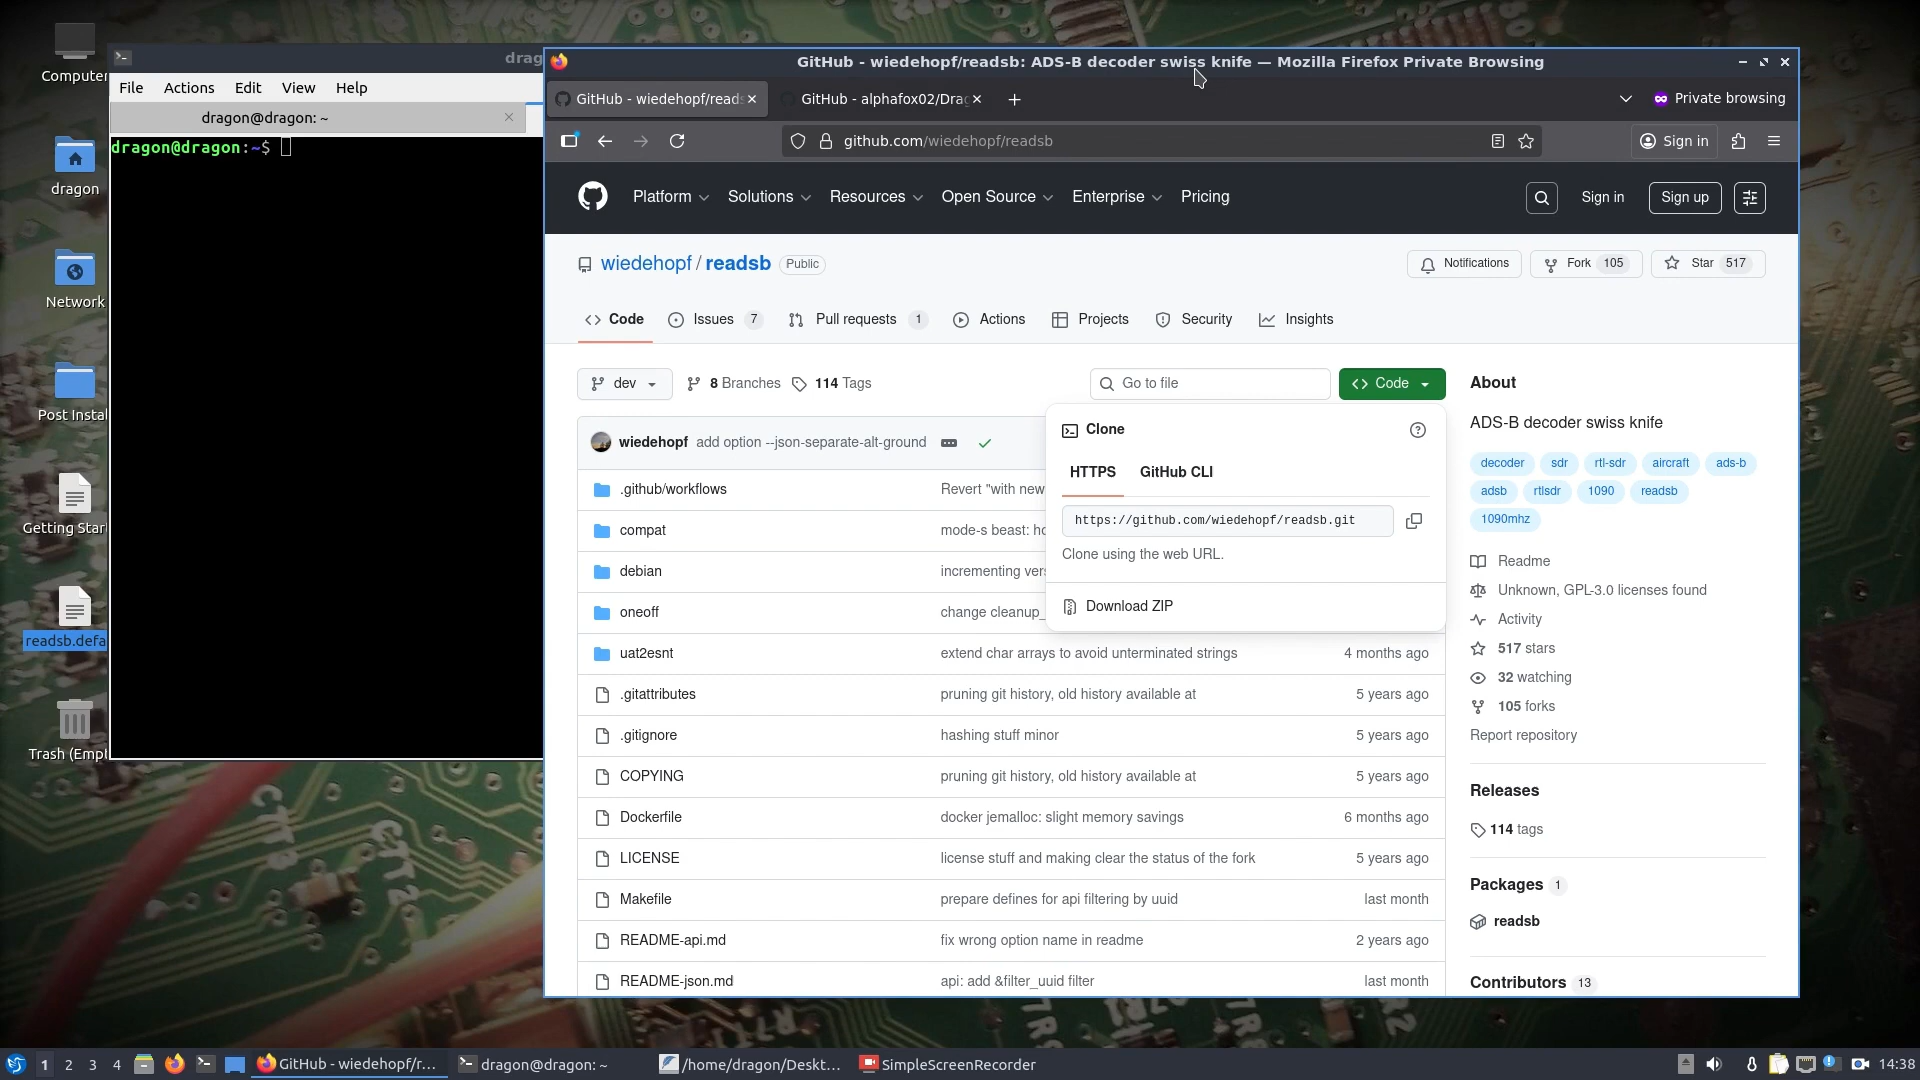 Computer
dragon
Network
Post Instal
Getting Star
readsb.defa
Trash (Empt
drag
File Actions Edit View Help
dragon@dragon: ~
dragon@dragon:~$
GitHub - wiedehopf/readsb: ADS-B decoder swiss knife — Mozilla Firefox Private Browsing
GitHub - wiedehopf/reads
GitHub - alphafox02/Drag
Private browsing
github.com/wiedehopf/readsb
Sign in
Platform Solutions Resources Open Source Enterprise Pricing
Sign in
Sign up
wiedehopf / readsb Public
Notifications
Fork 105
Star 517
Code Issues 7 Pull requests 1 Actions Projects Security Insights
dev
8 Branches
114 Tags
Go to file
Code
wiedehopf add option --json-separate-alt-ground
Clone
HTTPS GitHub CLI
https://github.com/wiedehopf/readsb.git
Clone using the web URL.
Download ZIP
.github/workflows Revert "with new
compat mode-s beast: ho
debian incrementing vers
oneoff change cleanup_
uat2esnt extend char arrays to avoid unterminated strings 4 months ago
.gitattributes pruning git history, old history available at 5 years ago
.gitignore hashing stuff minor 5 years ago
COPYING pruning git history, old history available at 5 years ago
Dockerfile docker jemalloc: slight memory savings 6 months ago
LICENSE license stuff and making clear the status of the fork 5 years ago
Makefile prepare defines for api filtering by uuid last month
README-api.md fix wrong option name in readme 2 years ago
README-json.md api: add &filter_uuid filter last month
About
ADS-B decoder swiss knife
decoder sdr rtl-sdr aircraft ads-b
adsb rtlsdr 1090 readsb
1090mhz
Readme
Unknown, GPL-3.0 licenses found
Activity
517 stars
32 watching
105 forks
Report repository
Releases
114 tags
Packages 1
readsb
Contributors 13
1 2 3 4
GitHub - wiedehopf/r...
dragon@dragon: ~
/home/dragon/Deskt...
SimpleScreenRecorder
14:38